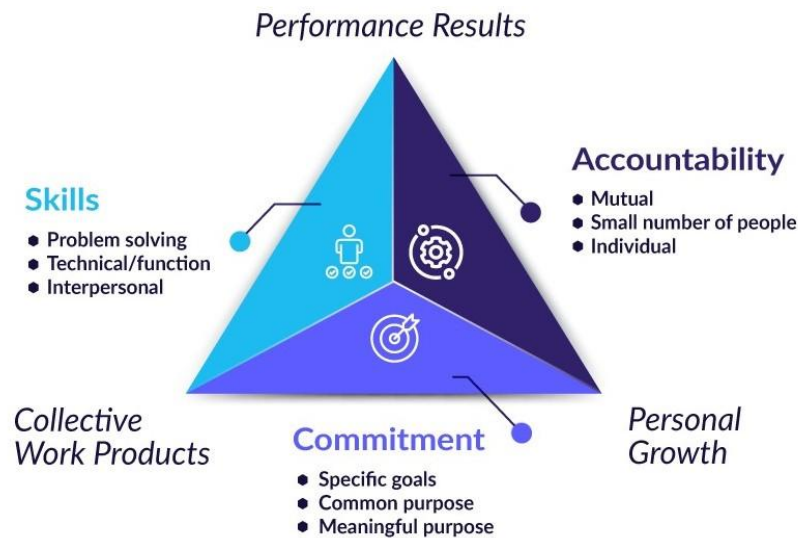 Performance Results
Skills
Problem solving
Technical/function
Interpersonal
Accountability
Mutual
Small number of people
Individual
Collective
Work Products
Commitment
Specific goals
Common purpose
Meaningful purpose
Personal
Growth